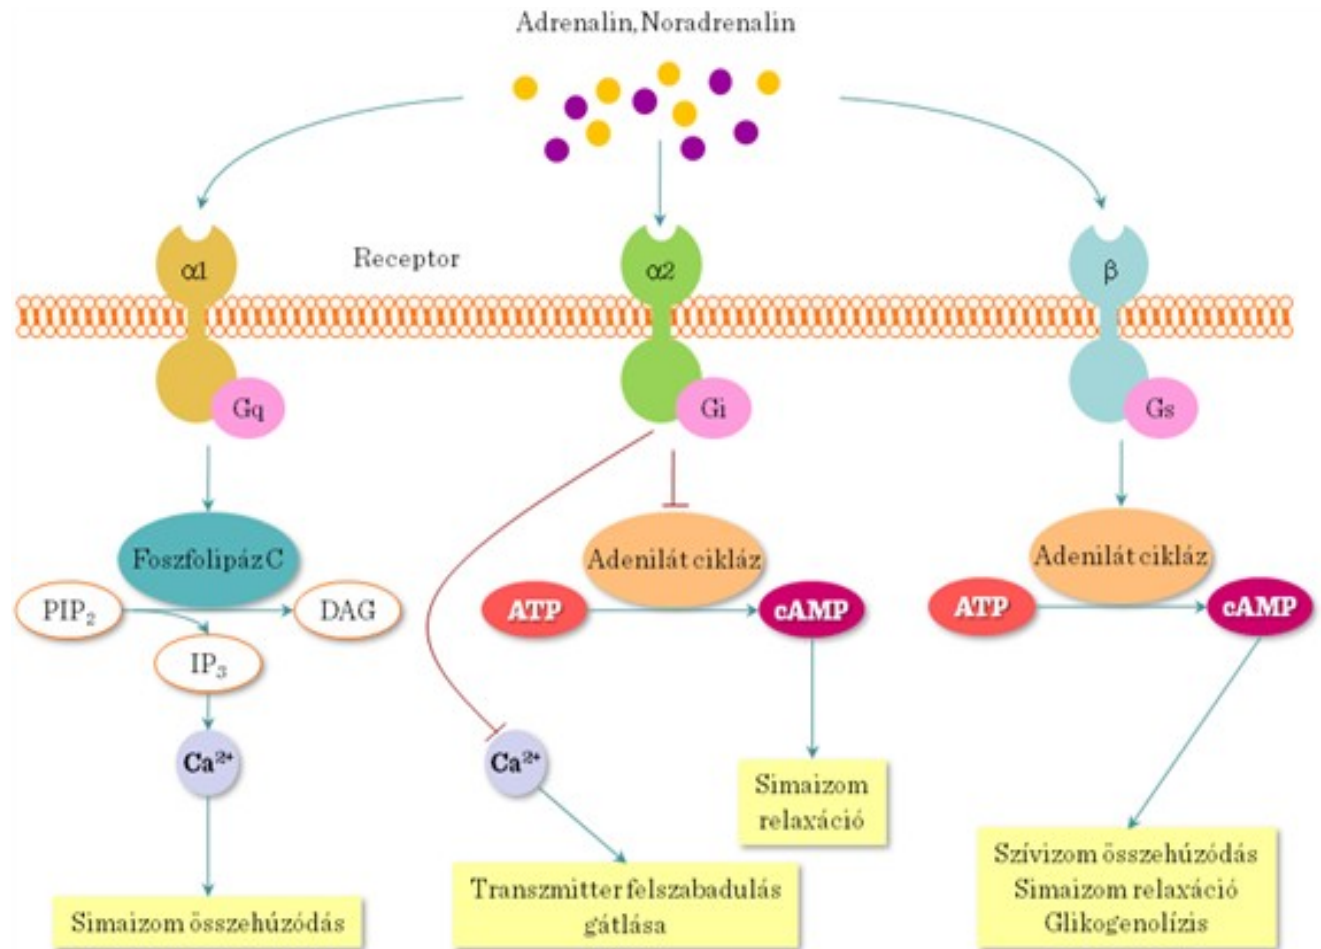 Adrenalin, Noradrenalin
Receptor
α1
α2
β
Gq
Gi
Gs
Foszfolipáz C
PIP₂
DAG
IP₃
Ca²⁺
Simaizom összehúzódás
Adenilát cikláz
ATP
cAMP
Ca²⁺
Simaizom
relaxáció
Transzmitter felszabadulás
gátlása
Adenilát cikláz
ATP
cAMP
Szívizom összehúzódás
Simaizom relaxáció
Glikogenolízis